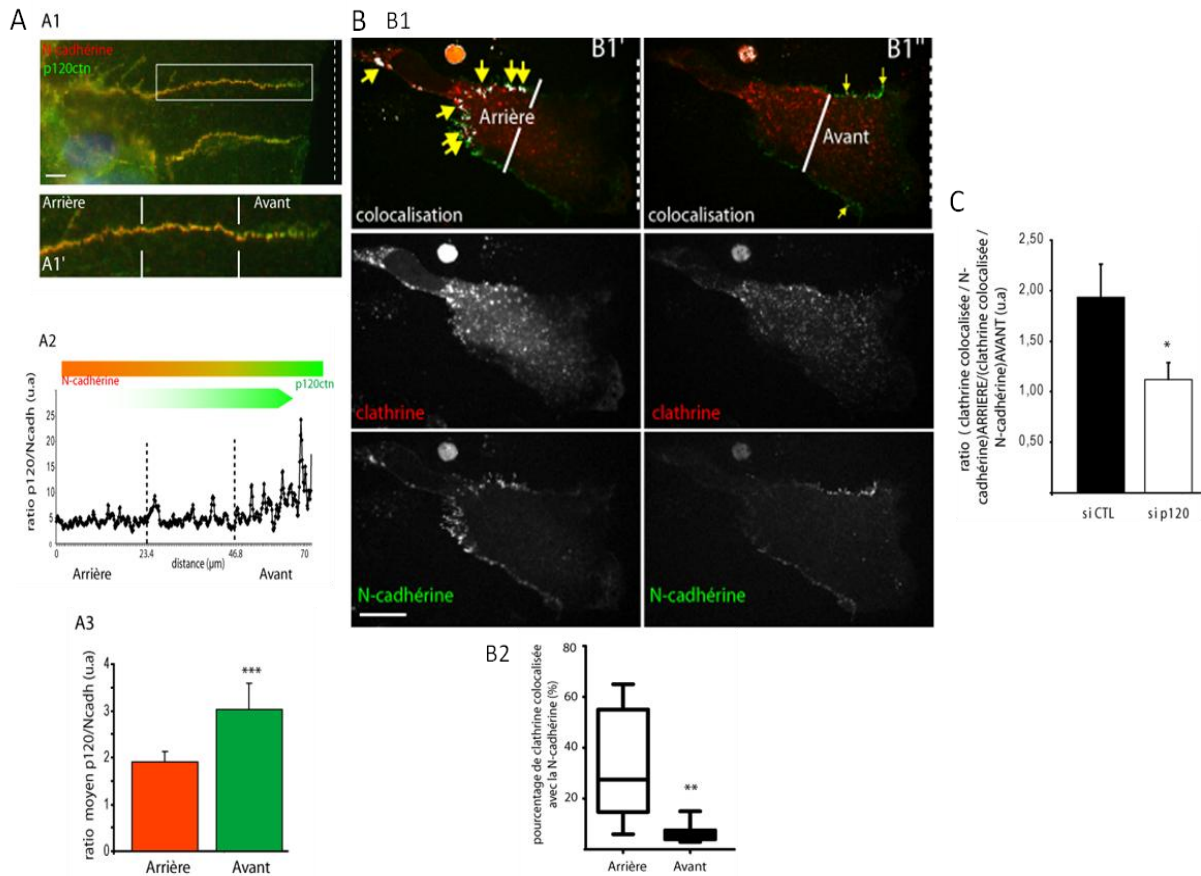 A
A1
N-cadhérine
p120ctn
Arrière
Avant
A1'
A2
N-cadhérine
p120ctn
ratio p120/Ncadh (u.a)
25
20
15
10
5
0
0
23.4
46.8
70
distance (µm)
Arrière
Avant
A3
ratio moyen p120/Ncadh (u.a)
4
3
2
1
0
***
Arrière
Avant
B
B1
B1'
Arrière
colocalisation
B1"
Avant
colocalisation
clathrine
clathrine
N-cadhérine
N-cadhérine
B2
pourcentage de clathrine colocalisée
avec la N-cadhérine (%)
80
60
40
20
**
Arrière
Avant
C
ratio ( clathrine colocalisée / N-
cadhérine)ARRIERE/(clathrine colocalisée /
N-cadhérine)AVANT (u.a)
2,50
2,00
1,50
1,00
0,50
*
si CTL
si p120